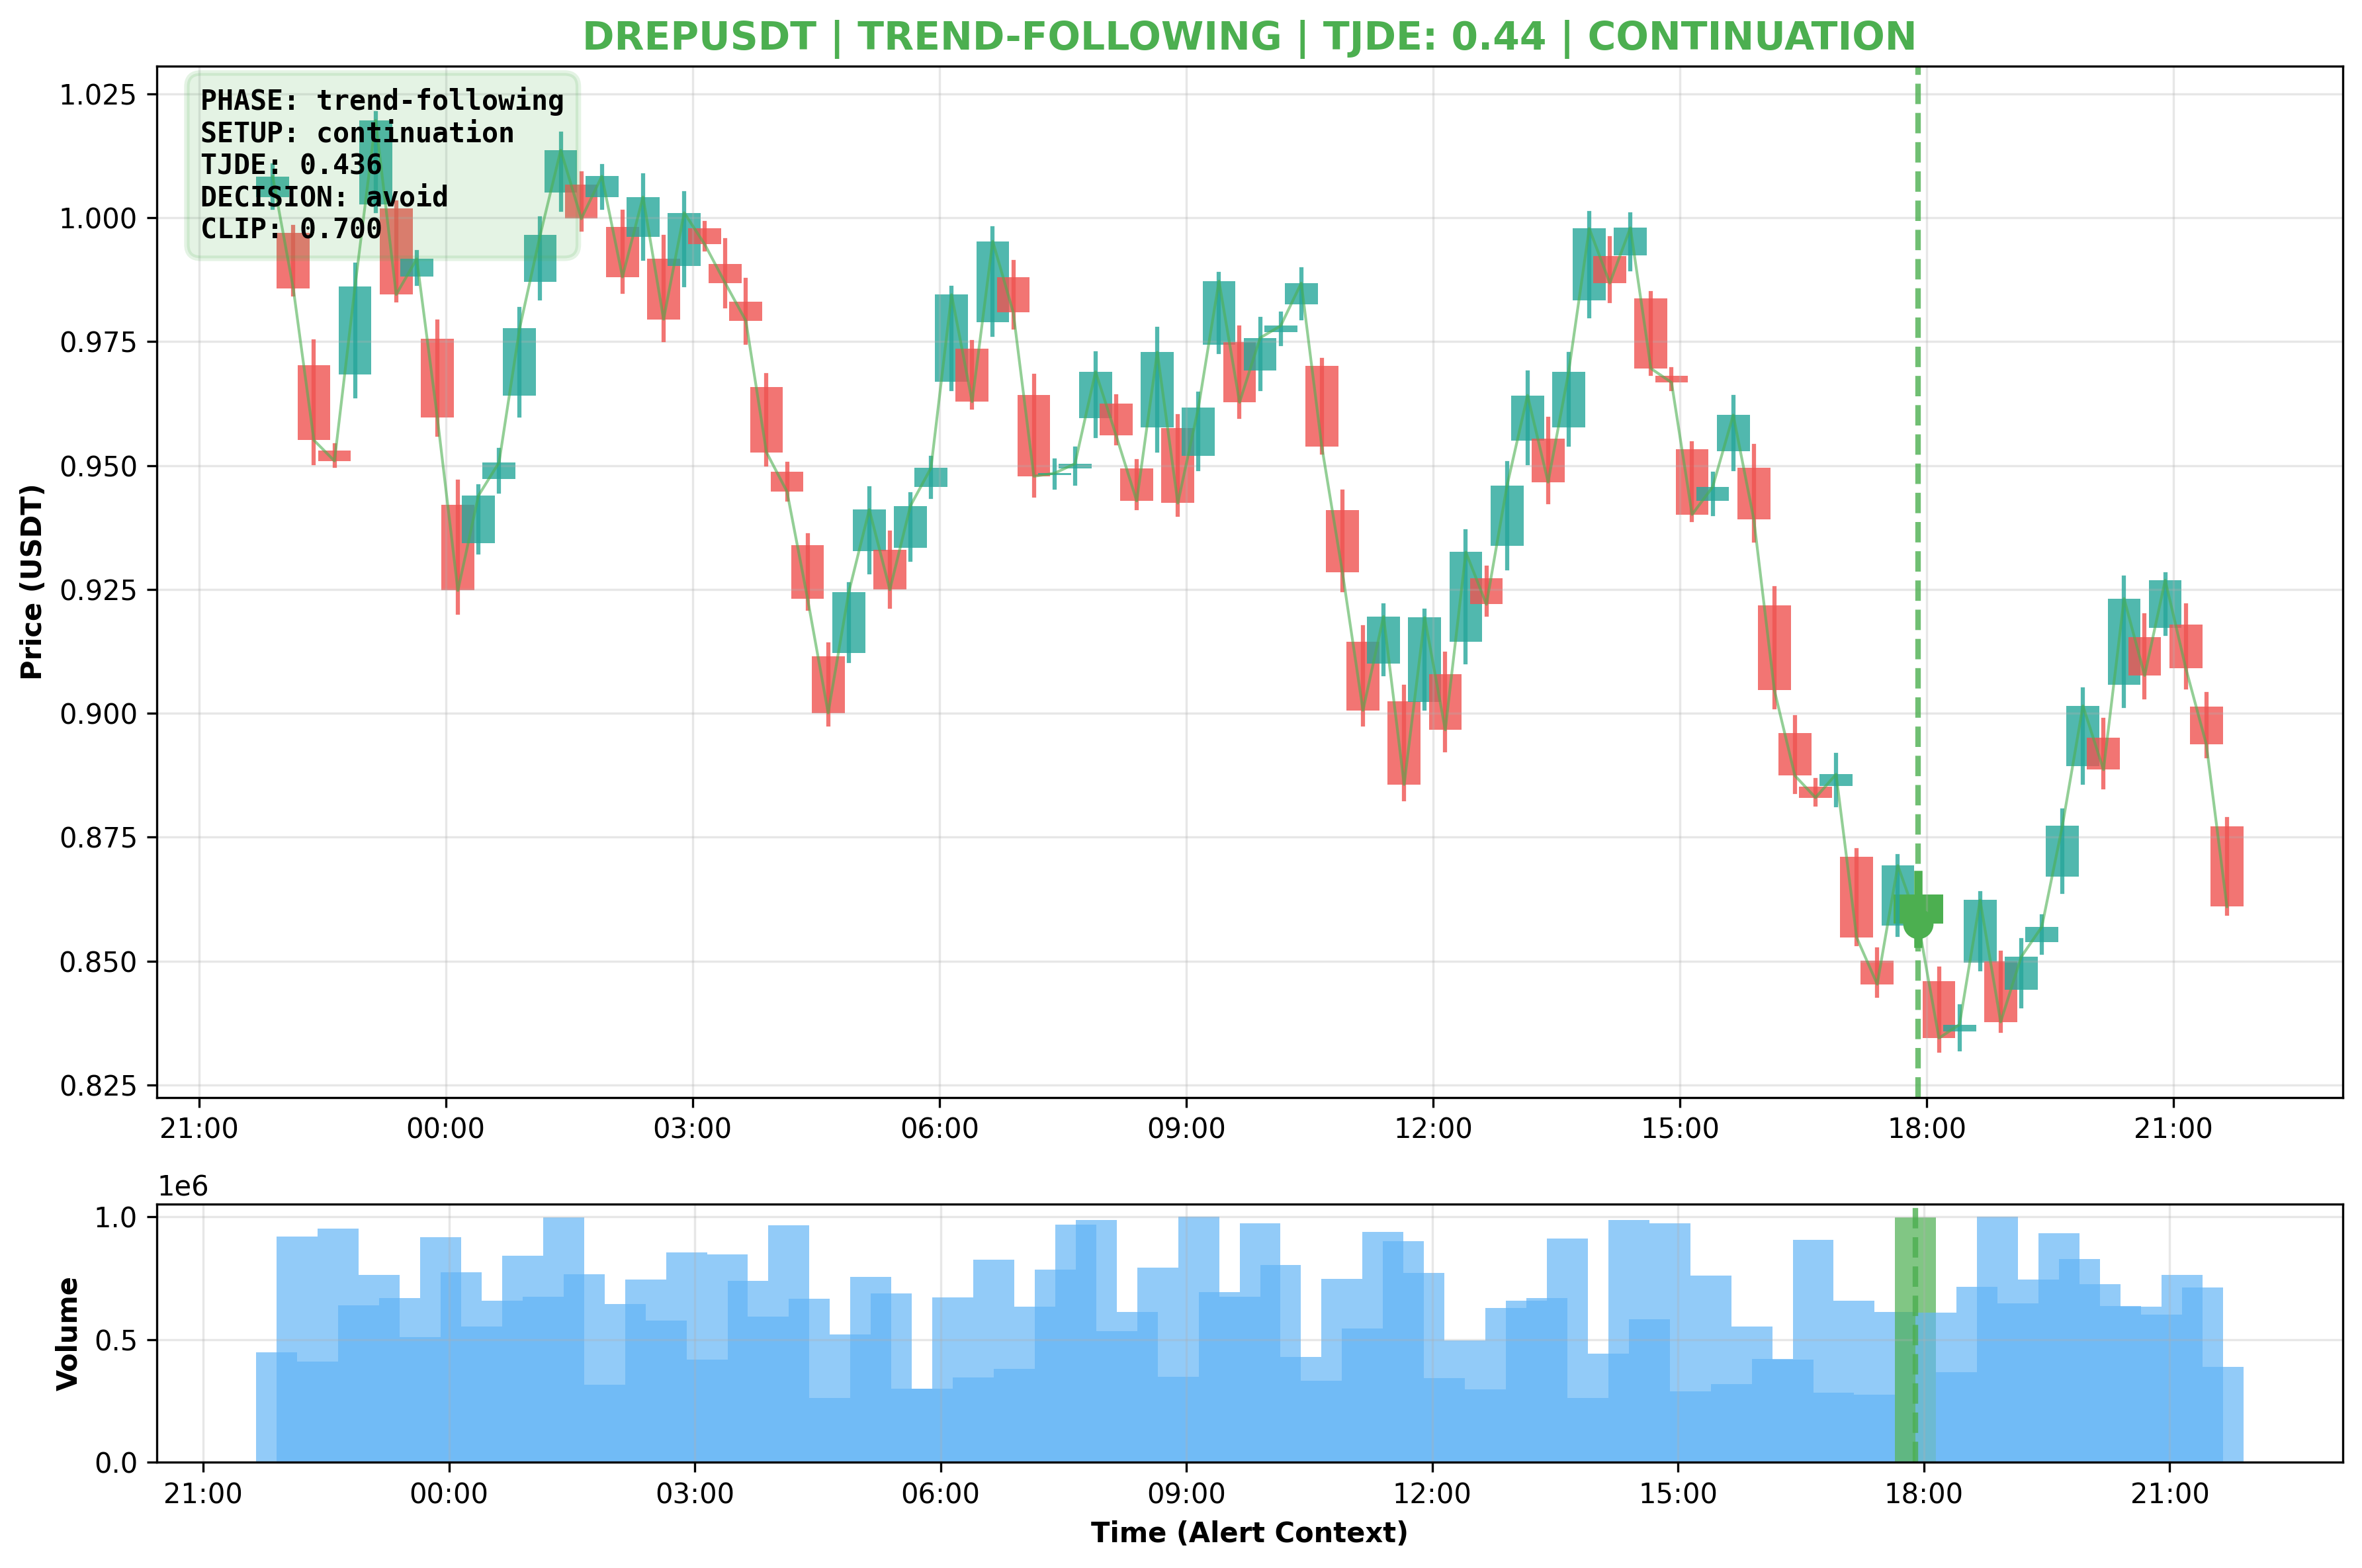 DREPUSDT | TREND-FOLLOWING | TJDE: 0.44 | CONTINUATION
PHASE: trend-following
SETUP: continuation
TJDE: 0.436
DECISION: avoid
CLIP: 0.700
Price (USDT)
1.025
1.000
0.975
0.950
0.925
0.900
0.875
0.850
0.825
21:00 00:00 03:00 06:00 09:00 12:00 15:00 18:00 21:00
1e6
Volume
1.0
0.5
0.0
21:00 00:00 03:00 06:00 09:00 12:00 15:00 18:00 21:00
Time (Alert Context)